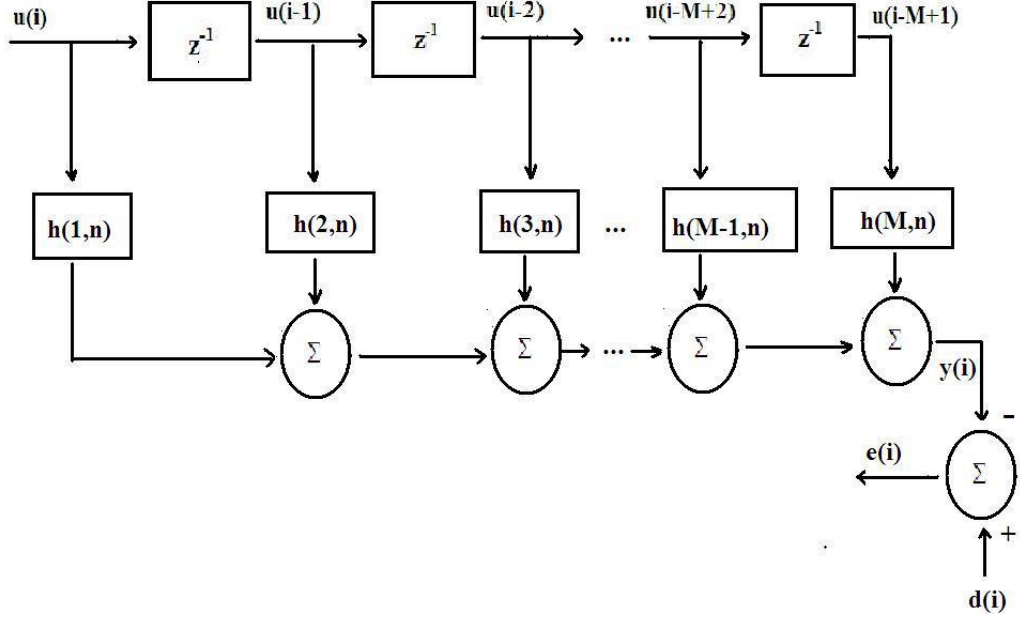 u(i) z⁻¹ u(i-1) z⁻¹ u(i-2) ... u(i-M+2) z⁻¹ u(i-M+1)
h(1,n) h(2,n) h(3,n) ... h(M-1,n) h(M,n)
Σ Σ ... Σ Σ
y(i)
-
e(i)
Σ
+
d(i)